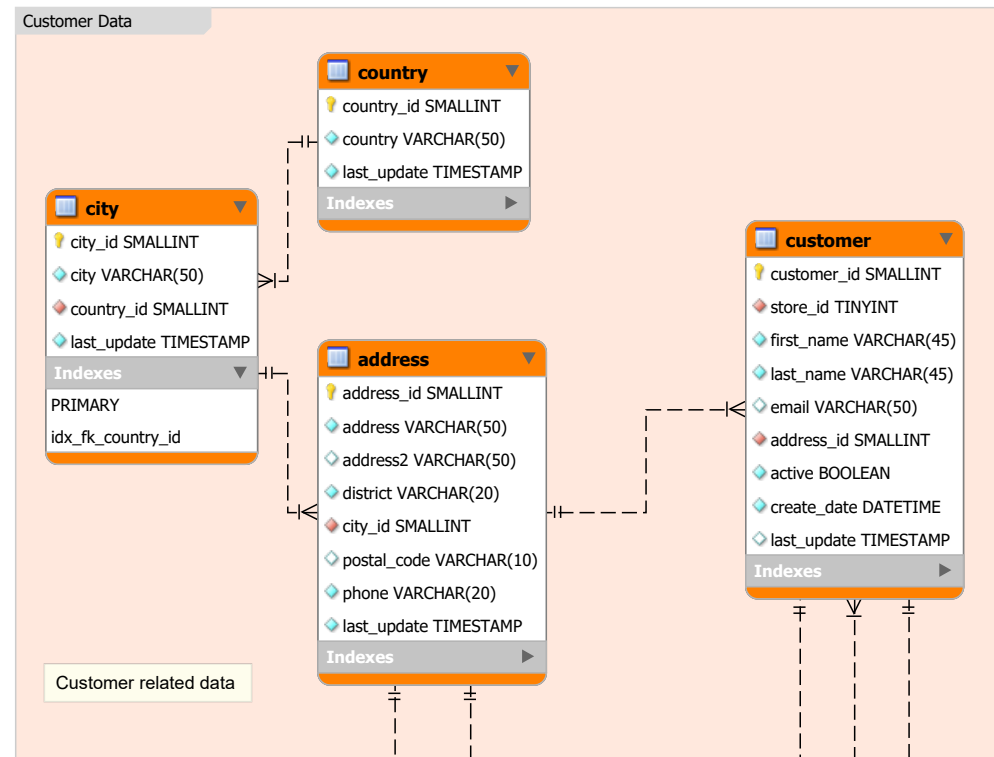 Customer Data
country
country_id SMALLINT
country VARCHAR(50)
last_update TIMESTAMP
Indexes
city
city_id SMALLINT
city VARCHAR(50)
country_id SMALLINT
last_update TIMESTAMP
Indexes
PRIMARY
idx_fk_country_id
address
address_id SMALLINT
address VARCHAR(50)
address2 VARCHAR(50)
district VARCHAR(20)
city_id SMALLINT
postal_code VARCHAR(10)
phone VARCHAR(20)
last_update TIMESTAMP
Indexes
customer
customer_id SMALLINT
store_id TINYINT
first_name VARCHAR(45)
last_name VARCHAR(45)
email VARCHAR(50)
address_id SMALLINT
active BOOLEAN
create_date DATETIME
last_update TIMESTAMP
Indexes
Customer related data